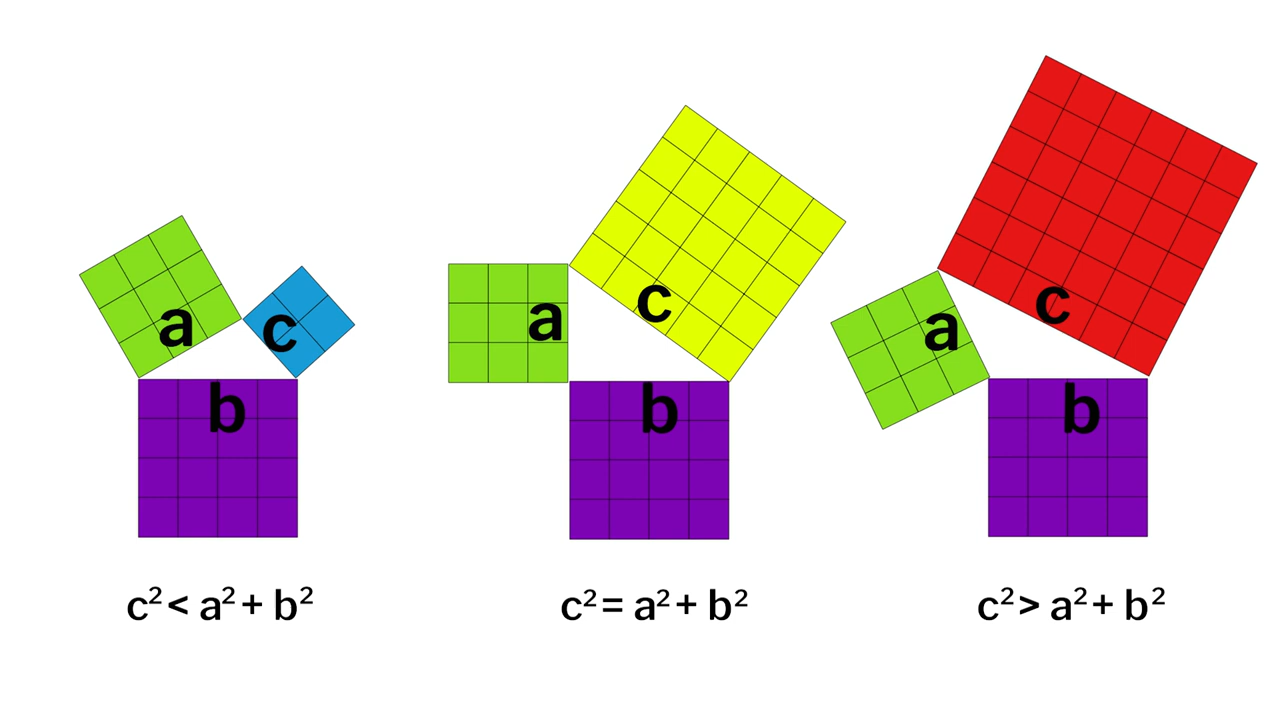 a
c
b
a
c
b
a
c
b
c² < a² + b²
c² = a² + b²
c² > a² + b²